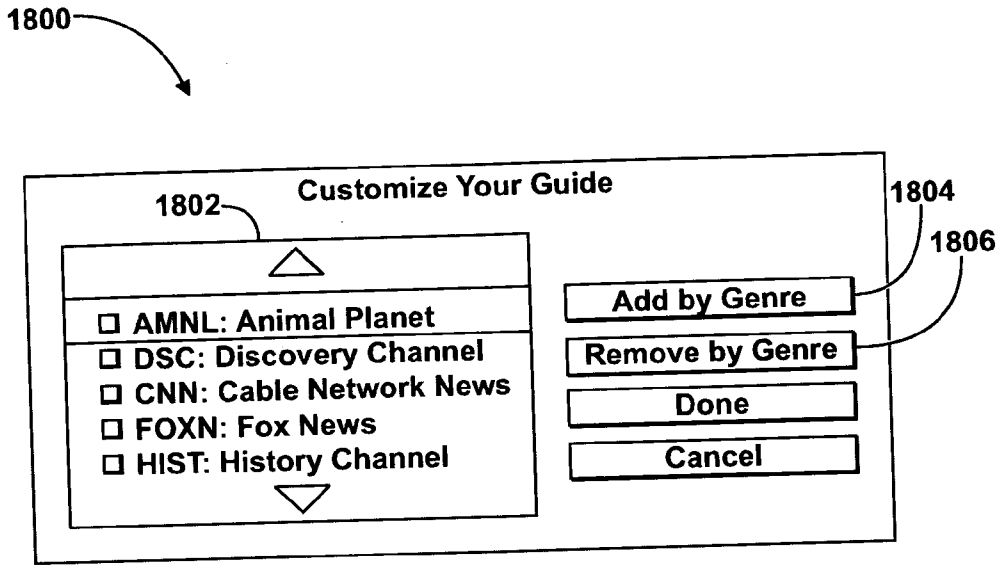 1800
Customize Your Guide
1802
1804
1806
AMNL: Animal Planet
DSC: Discovery Channel
CNN: Cable Network News
FOXN: Fox News
HIST: History Channel
Add by Genre
Remove by Genre
Done
Cancel